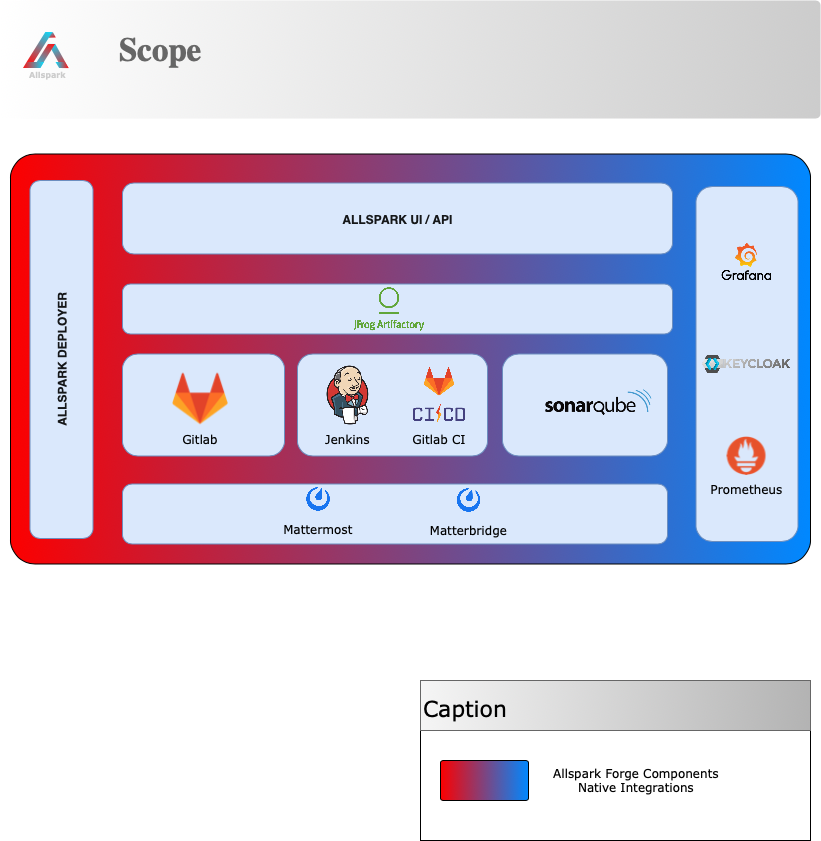 Allspark
Scope
ALLSPARK DEPLOYER
ALLSPARK UI / API
JFrog Artifactory
Gitlab
Jenkins
CI/CD
Gitlab CI
sonarqube
Mattermost
Matterbridge
Grafana
KEYCLOAK
Prometheus
Caption
Allspark Forge Components
Native Integrations